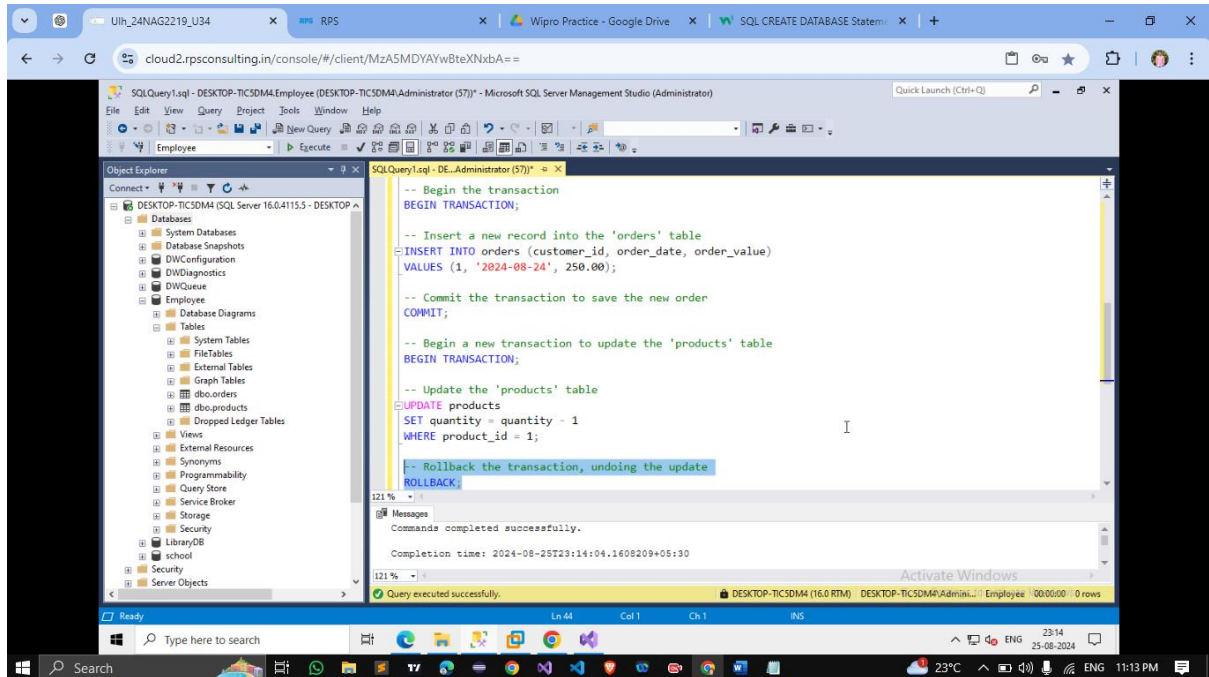 Ulh_24NAG2219_U34
RPS RPS
Wipro Practice - Google Drive
SQL CREATE DATABASE Stateme
cloud2.rpsconsulting.in/console/#/client/MzA5MDYAYwBteXNxbA==
SQLQuery1.sql - DESKTOP-TIC5DM4.Employee (DESKTOP-TIC5DM4\Administrator (57))* - Microsoft SQL Server Management Studio (Administrator)
Quick Launch (Ctrl+Q)
File Edit View Query Project Tools Window Help
New Query
Employee
Execute
Object Explorer
Connect
DESKTOP-TIC5DM4 (SQL Server 16.0.4115.5 - DESKTOP
Databases
System Databases
Database Snapshots
DWConfiguration
DWDiagnostics
DWQueue
Employee
Database Diagrams
Tables
System Tables
FileTables
External Tables
Graph Tables
dbo.orders
dbo.products
Dropped Ledger Tables
Views
External Resources
Synonyms
Programmability
Query Store
Service Broker
Storage
Security
LibraryDB
school
Security
Server Objects
SQLQuery1.sql - DE...Administrator (57))*
-- Begin the transaction
BEGIN TRANSACTION;
-- Insert a new record into the 'orders' table
INSERT INTO orders (customer_id, order_date, order_value)
VALUES (1, '2024-08-24', 250.00);
-- Commit the transaction to save the new order
COMMIT;
-- Begin a new transaction to update the 'products' table
BEGIN TRANSACTION;
-- Update the 'products' table
UPDATE products
SET quantity = quantity - 1
WHERE product_id = 1;
-- Rollback the transaction, undoing the update
ROLLBACK;
121 %
Messages
Commands completed successfully.
Completion time: 2024-08-25T23:14:04.1608209+05:30
121 %
Activate Windows
Query executed successfully.
DESKTOP-TIC5DM4 (16.0 RTM) DESKTOP-TIC5DM4\Admini... Employee 00:00:00 0 rows
Ready
Ln 44 Col 1 Ch 1 INS
Type here to search
ENG 23:14
25-08-2024
Search
23°C ENG 11:13 PM